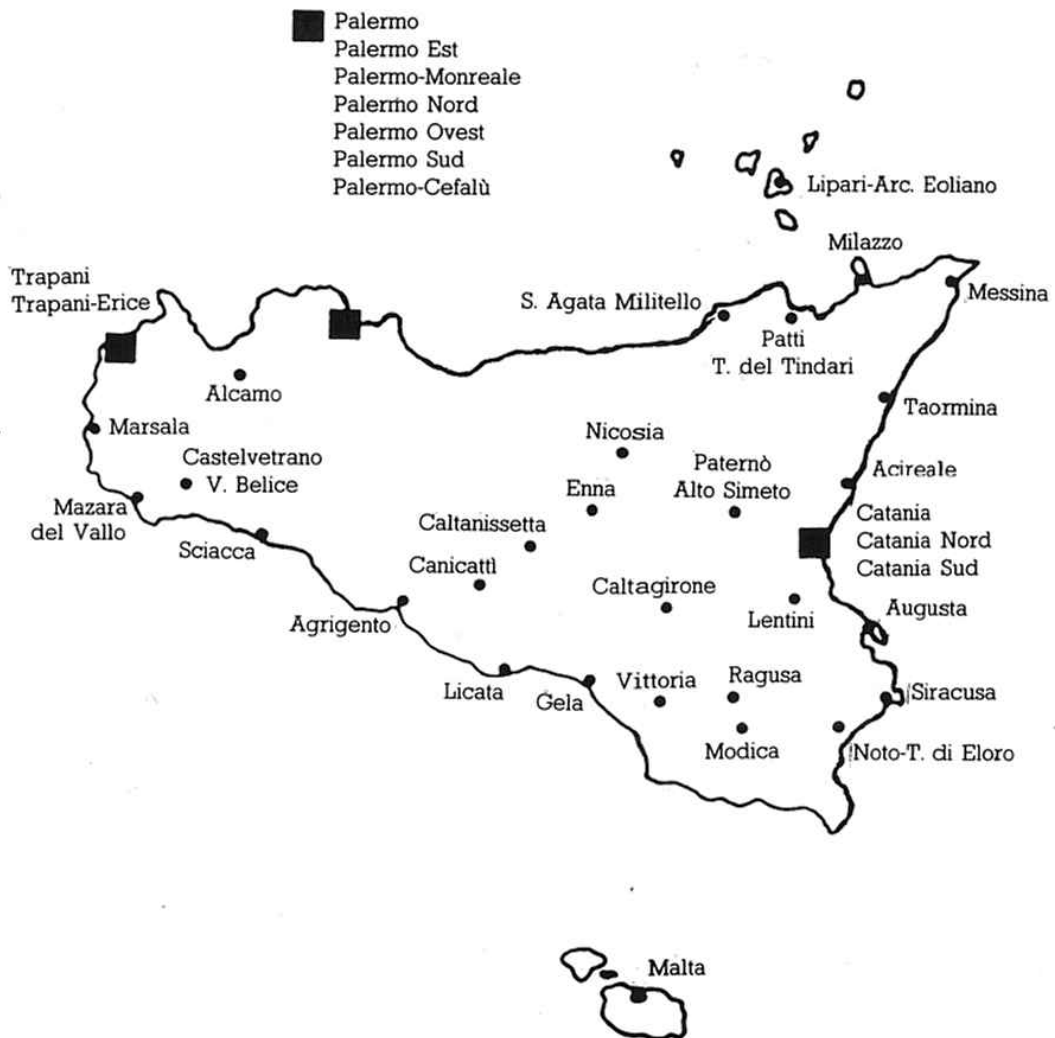 Palermo
Palermo Est
Palermo-Monreale
Palermo Nord
Palermo Ovest
Palermo Sud
Palermo-Cefalù
Lipari-Arc. Eoliano
Milazzo
Trapani
Trapani-Erice
S. Agata Militello
Messina
Patti
T. del Tindari
Alcamo
Taormina
Marsala
Nicosia
Castelvetrano
V. Belice
Paternò
Alto Simeto
Acireale
Enna
Mazara
del Vallo
Caltanissetta
Catania
Catania Nord
Catania Sud
Sciacca
Canicattì
Caltagirone
Augusta
Lentini
Agrigento
Licata
Gela
Vittoria
Ragusa
Siracusa
Modica
Noto-T. di Eloro
Malta